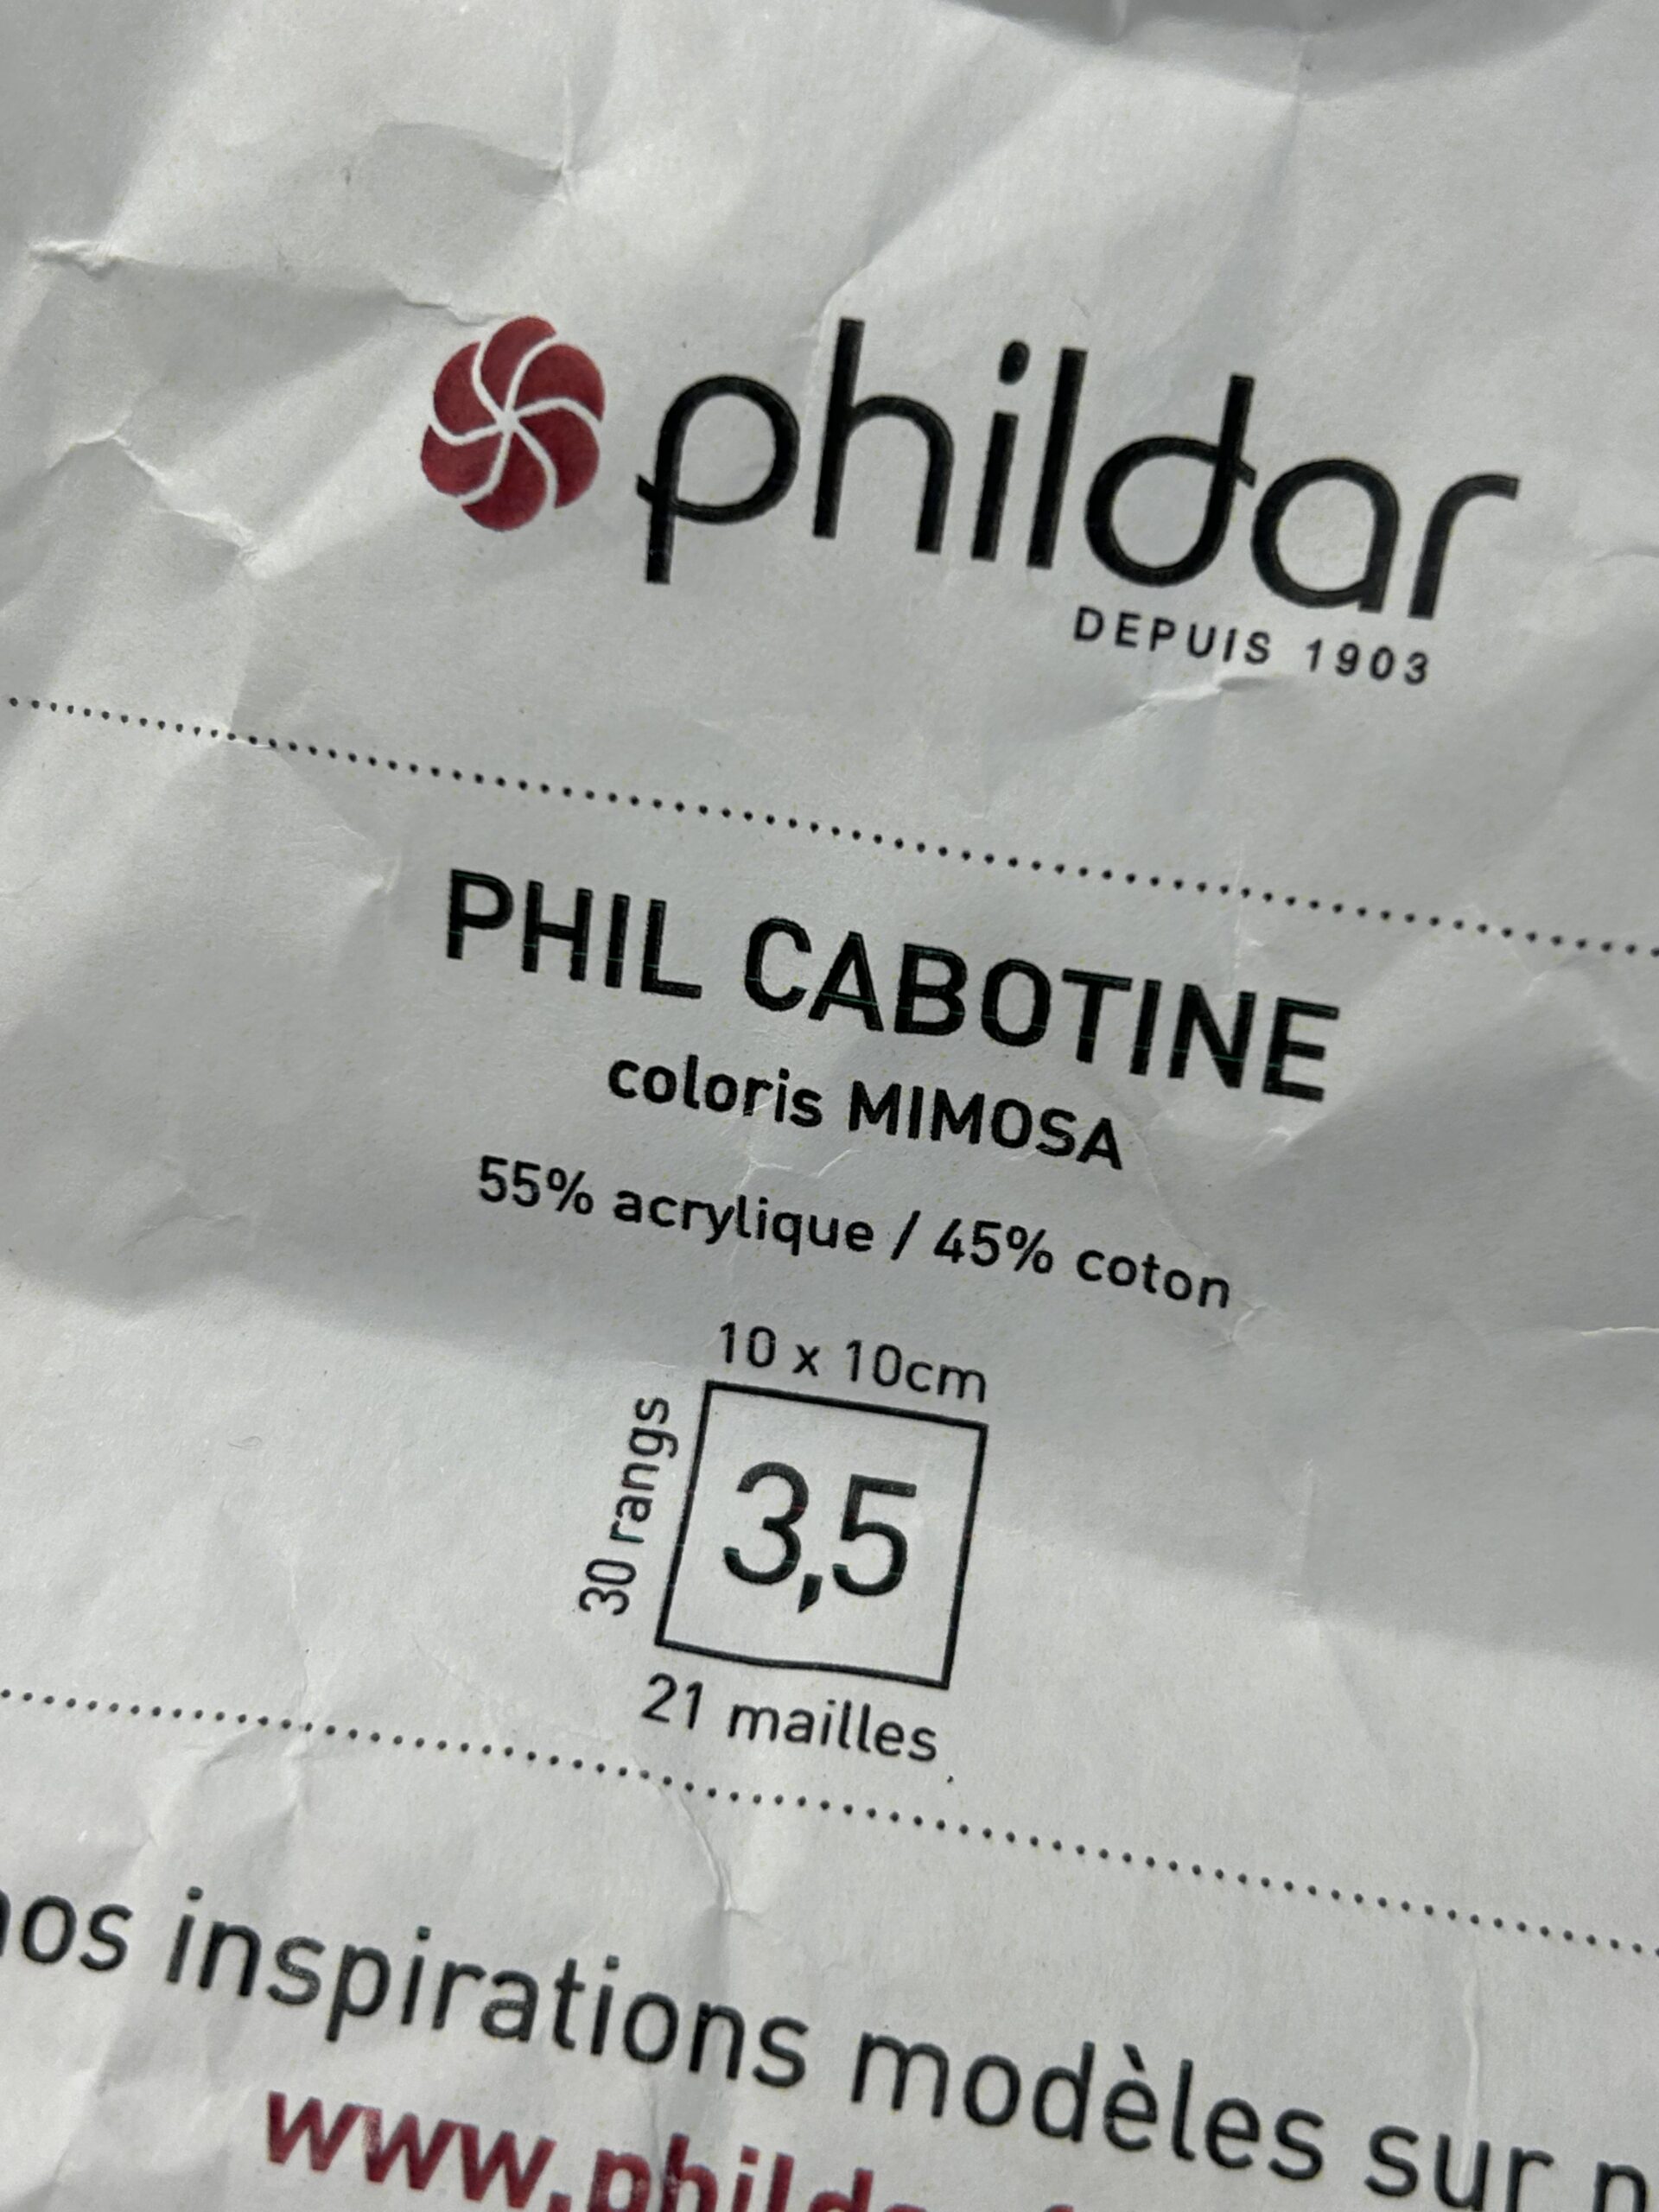 phildar
DEPUIS 1903
PHIL CABOTINE
coloris MIMOSA
55% acrylique / 45% coton
10 x 10cm
30 rangs
3,5
21 mailles
nos inspirations modèles sur